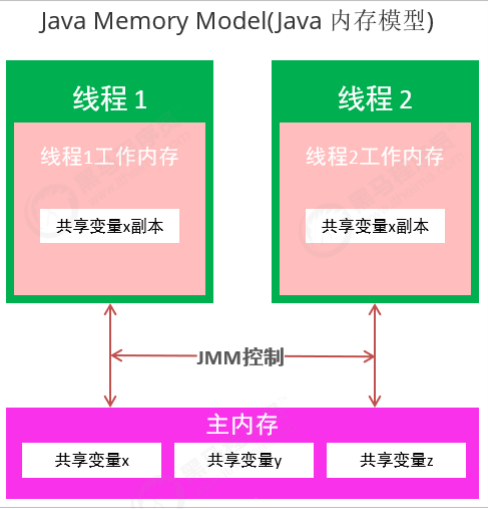 Java Memory Model(Java 内存模型)
线程 1
线程 2
线程1工作内存
线程2工作内存
共享变量x副本
共享变量x副本
JMM控制
主内存
共享变量x
共享变量y
共享变量z